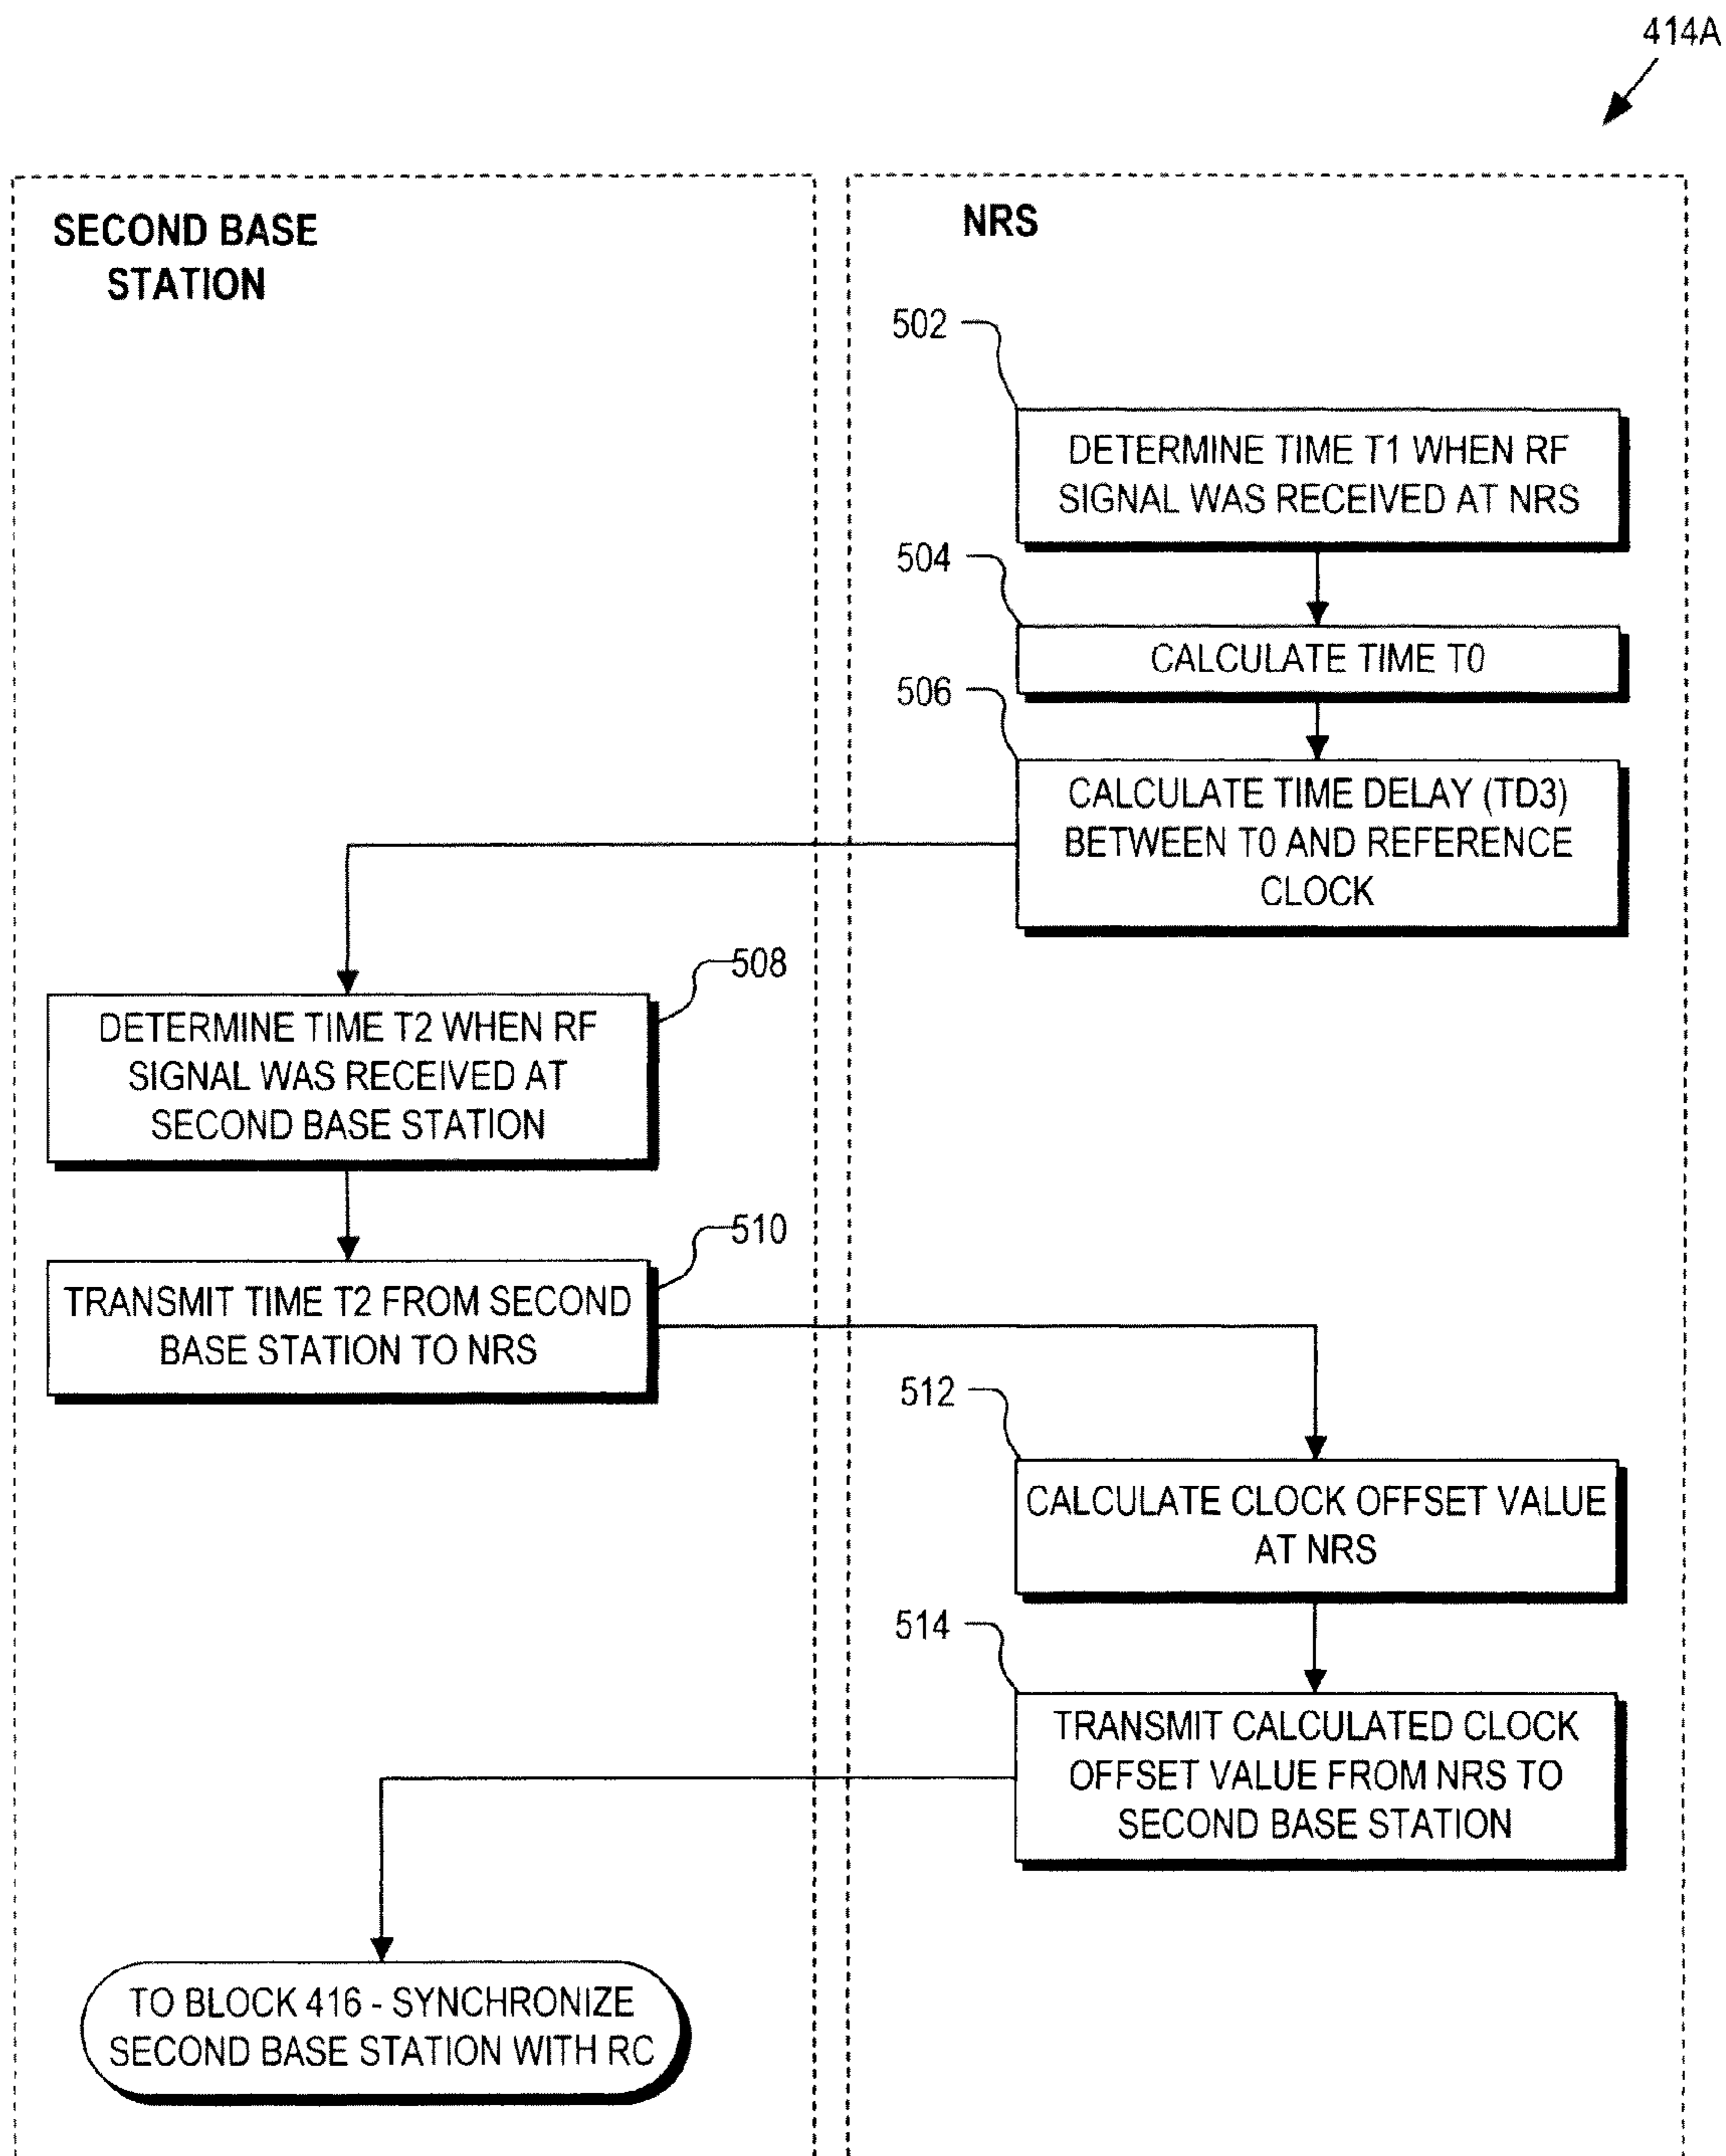 414A
SECOND BASE
STATION
NRS
502
DETERMINE TIME T1 WHEN RF
SIGNAL WAS RECEIVED AT NRS
504
CALCULATE TIME T0
506
CALCULATE TIME DELAY (TD3)
BETWEEN T0 AND REFERENCE
CLOCK
508
DETERMINE TIME T2 WHEN RF
SIGNAL WAS RECEIVED AT
SECOND BASE STATION
510
TRANSMIT TIME T2 FROM SECOND
BASE STATION TO NRS
512
CALCULATE CLOCK OFFSET VALUE
AT NRS
514
TRANSMIT CALCULATED CLOCK
OFFSET VALUE FROM NRS TO
SECOND BASE STATION
TO BLOCK 416 - SYNCHRONIZE
SECOND BASE STATION WITH RC